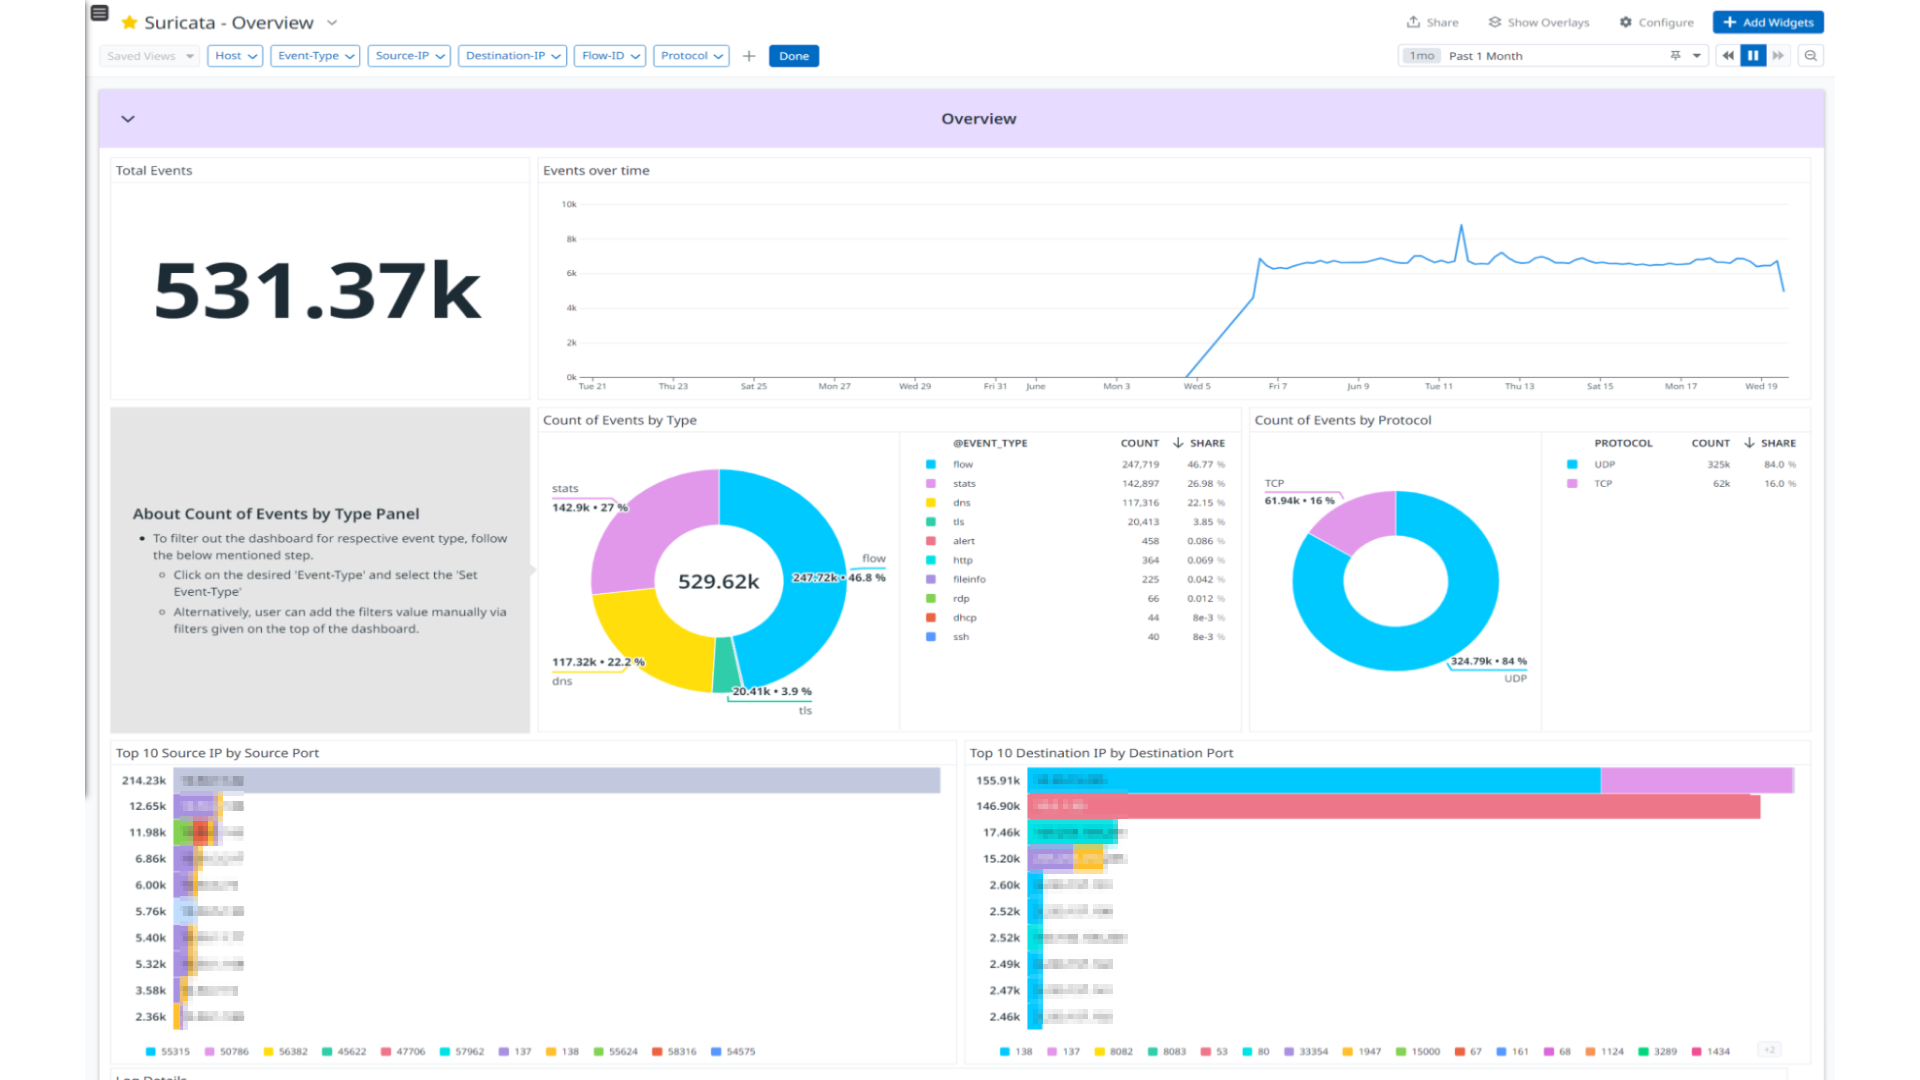 Suricata - Overview
Share
Show Overlays
Configure
Add Widgets
Saved Views
Host
Event-Type
Source-IP
Destination-IP
Flow-ID
Protocol
Done
1mo Past 1 Month
Overview
Total Events
531.37k
Events over time
10k
8k
6k
4k
2k
0k
Tue 21 Thu 23 Sat 25 Mon 27 Wed 29 Fri 31 June Mon 3 Wed 5 Fri 7 Jun 9 Tue 11 Thu 13 Sat 15 Mon 17 Wed 19
About Count of Events by Type Panel
• To filter out the dashboard for respective event type, follow
the below mentioned step.
Click on the desired 'Event-Type' and select the 'Set
Event-Type'
Alternatively, user can add the filters value manually via
filters given on the top of the dashboard.
Count of Events by Type
stats
142.9k • 27 %
flow
247.72k • 46.8 %
529.62k
117.32k • 22.2 %
dns
20.41k • 3.9 %
tls
@EVENT_TYPE COUNT SHARE
flow 247,719 46.77 %
stats 142,897 26.98 %
dns 117,316 22.15 %
tls 20,413 3.85 %
alert 458 0.086 %
http 364 0.069 %
fileinfo 225 0.042 %
rdp 66 0.012 %
dhcp 44 8e-3 %
ssh 40 8e-3 %
Count of Events by Protocol
TCP
61.94k • 16 %
324.79k • 84 %
UDP
PROTOCOL COUNT SHARE
UDP 325k 84.0 %
TCP 62k 16.0 %
Top 10 Source IP by Source Port
214.23k
12.65k
11.98k
6.86k
6.00k
5.76k
5.40k
5.32k
3.58k
2.36k
55315 50786 56382 45622 47706 57962 137 138 55624 58316 54575
Top 10 Destination IP by Destination Port
155.91k
146.90k
17.46k
15.20k
2.60k
2.52k
2.52k
2.49k
2.47k
2.46k
138 137 8082 8083 53 80 33354 1947 15000 67 161 68 1124 3289 1434 +2
Log Details